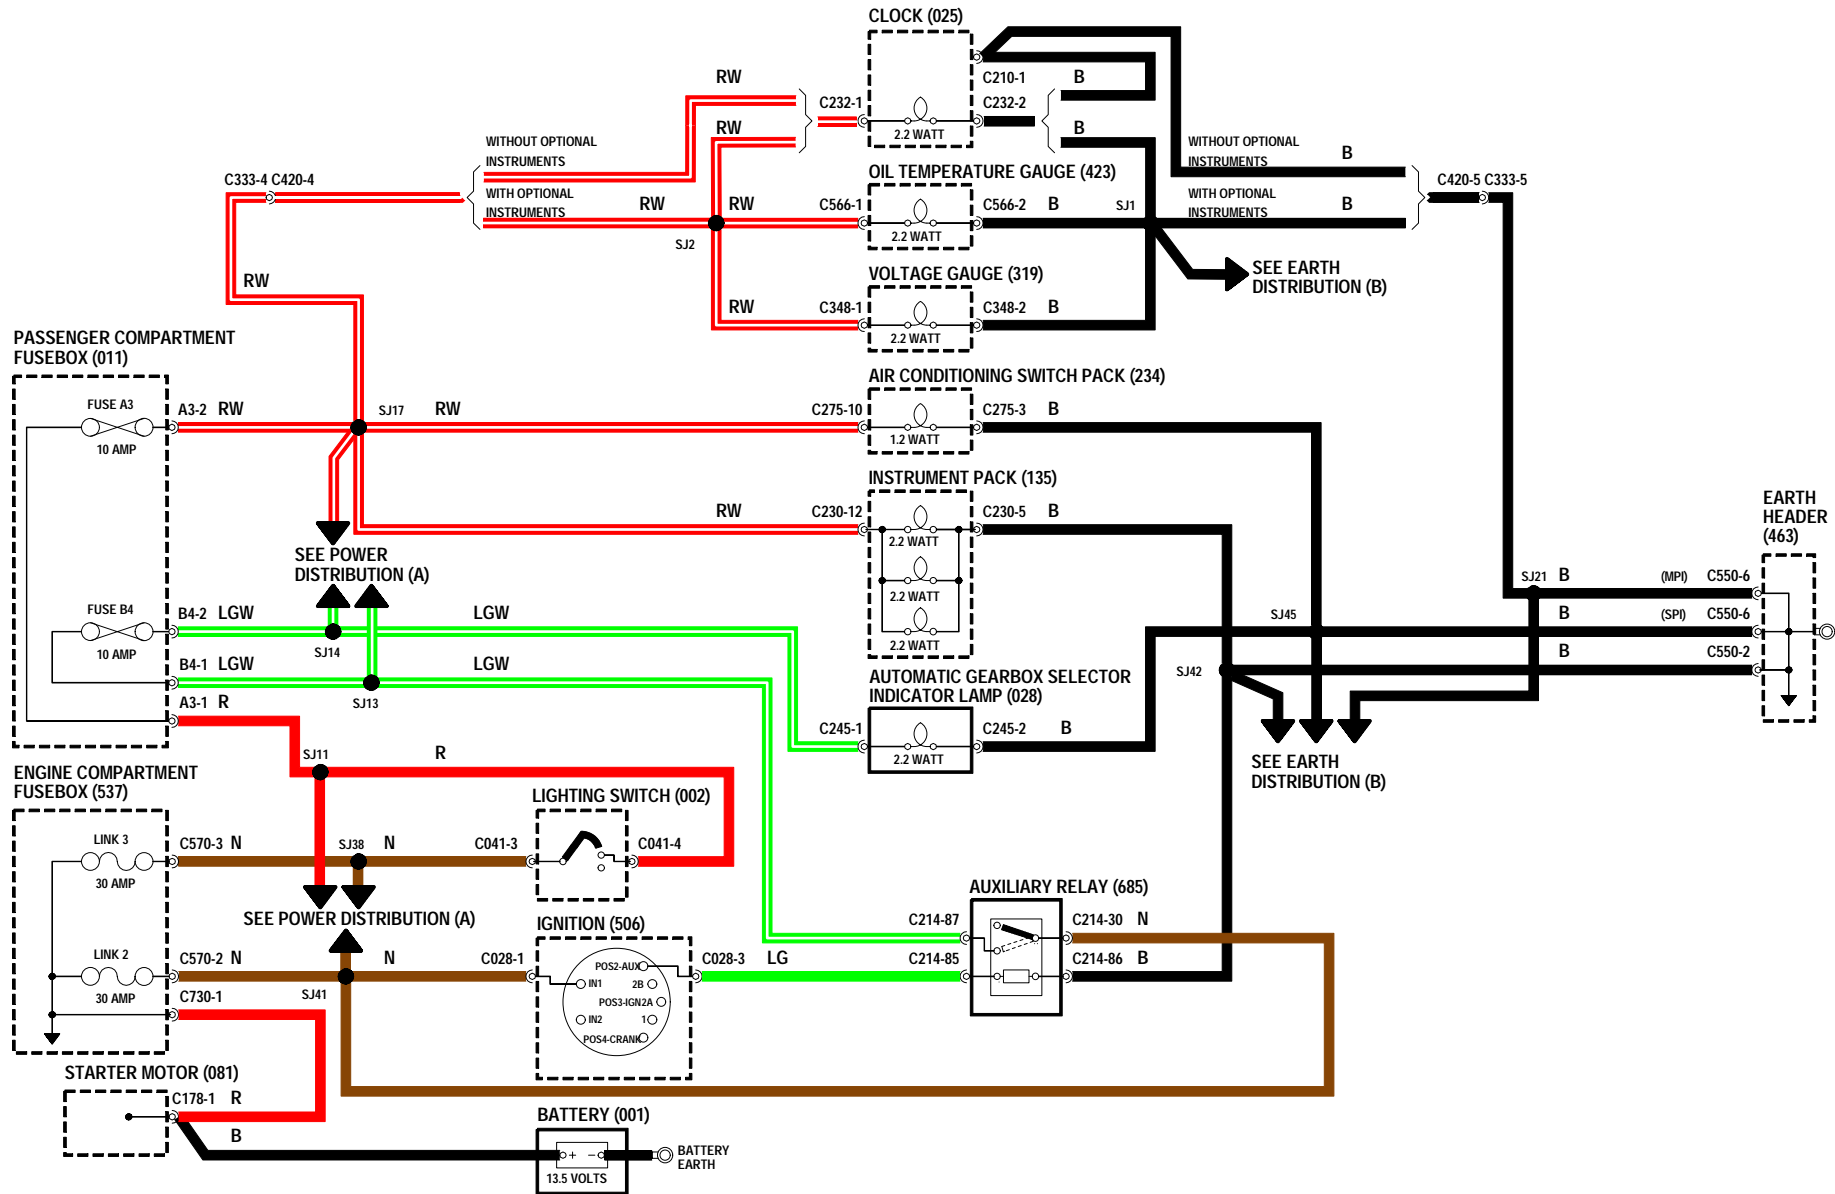 CLOCK (025)
RW
C210-1
B
C232-1
C232-2
2.2 WATT
RW
B
WITHOUT OPTIONAL
INSTRUMENTS
WITHOUT OPTIONAL
INSTRUMENTS
B
C333-4 C420-4
WITH OPTIONAL
INSTRUMENTS
OIL TEMPERATURE GAUGE (423)
C420-5 C333-5
RW
RW
C566-1
C566-2
B
SJ1
WITH OPTIONAL
INSTRUMENTS
B
SJ2
2.2 WATT
RW
VOLTAGE GAUGE (319)
SEE EARTH
DISTRIBUTION (B)
RW
C348-1
C348-2
B
2.2 WATT
PASSENGER COMPARTMENT
FUSEBOX (011)
AIR CONDITIONING SWITCH PACK (234)
FUSE A3
10 AMP
A3-2
RW
SJ17
RW
C275-10
C275-3
B
1.2 WATT
INSTRUMENT PACK (135)
RW
C230-12
C230-5
B
2.2 WATT
2.2 WATT
2.2 WATT
EARTH
HEADER
(463)
SEE POWER
DISTRIBUTION (A)
FUSE B4
10 AMP
B4-2
LGW
LGW
SJ14
B4-1
LGW
LGW
SJ13
A3-1
R
SJ21
B
(MPI)
C550-6
SJ45
B
(SPI)
C550-6
SJ42
B
C550-2
AUTOMATIC GEARBOX SELECTOR
INDICATOR LAMP (028)
C245-1
C245-2
B
2.2 WATT
SEE EARTH
DISTRIBUTION (B)
SJ11
R
ENGINE COMPARTMENT
FUSEBOX (537)
LIGHTING SWITCH (002)
LINK 3
30 AMP
C570-3
N
SJ38
N
C041-3
C041-4
SEE POWER DISTRIBUTION (A)
AUXILIARY RELAY (685)
IGNITION (506)
C214-87
C214-30
N
LINK 2
30 AMP
C570-2
N
N
SJ41
C028-1
C028-3
LG
C214-85
C214-86
B
POS2-AUX
IN1
2B
POS3-IGN2A
IN2
1
POS4-CRANK
C730-1
STARTER MOTOR (081)
C178-1
R
B
BATTERY (001)
+
−
13.5 VOLTS
BATTERY
EARTH